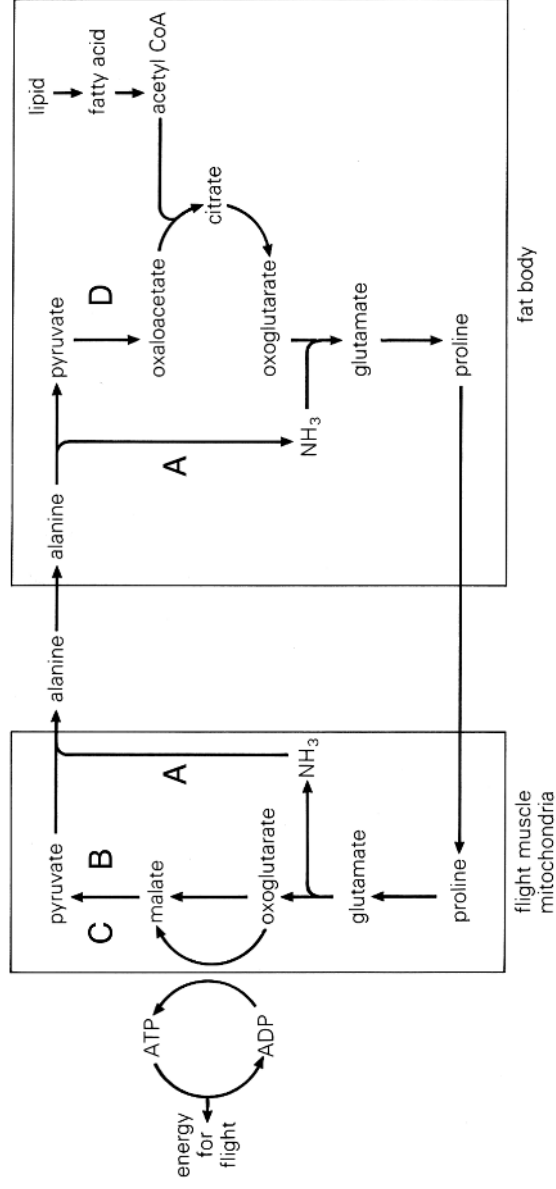 lipid
pyruvate alanine alanine pyruvate
fatty acid
C B D
ATP malate oxaloacetate acetyl CoA
A A
energy
for
flight
citrate
ADP oxoglutarate oxoglutarate
NH₃ NH₃
glutamate glutamate
proline proline
flight muscle
mitochondria
fat body